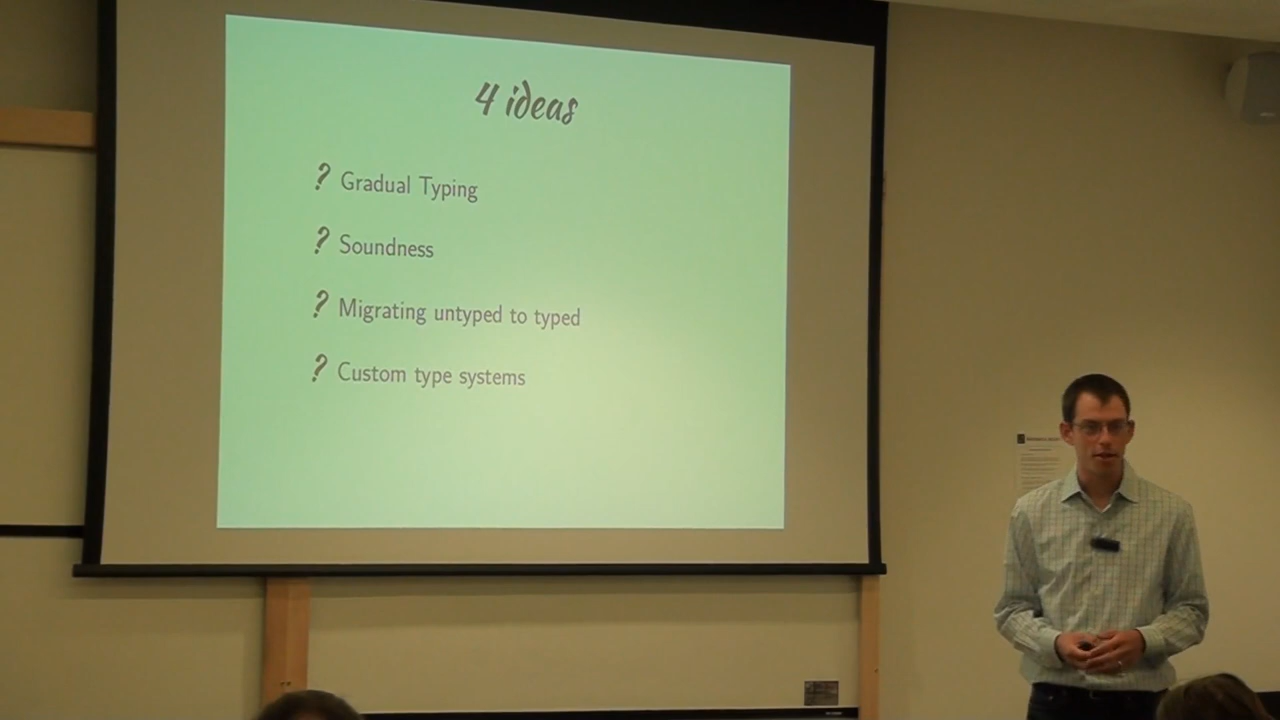 4 ideas
? Gradual Typing
? Soundness
? Migrating untyped to typed
? Custom type systems